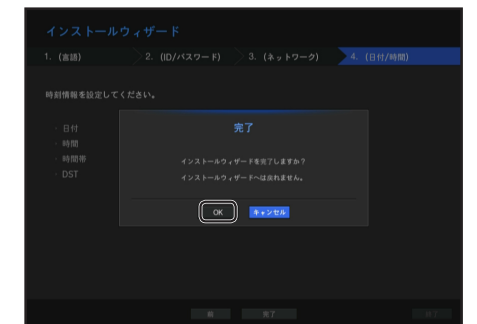 インストールウィザード
1. (言語) 2. (ID/パスワード) 3. (ネットワーク) 4. (日付/時間)
時刻情報を設定してください。
· 日付
· 時間
· 時間帯
· DST
完了
インストールウィザードを完了しますか？
インストールウィザードへは戻れません。
OK キャンセル
前 完了 終了